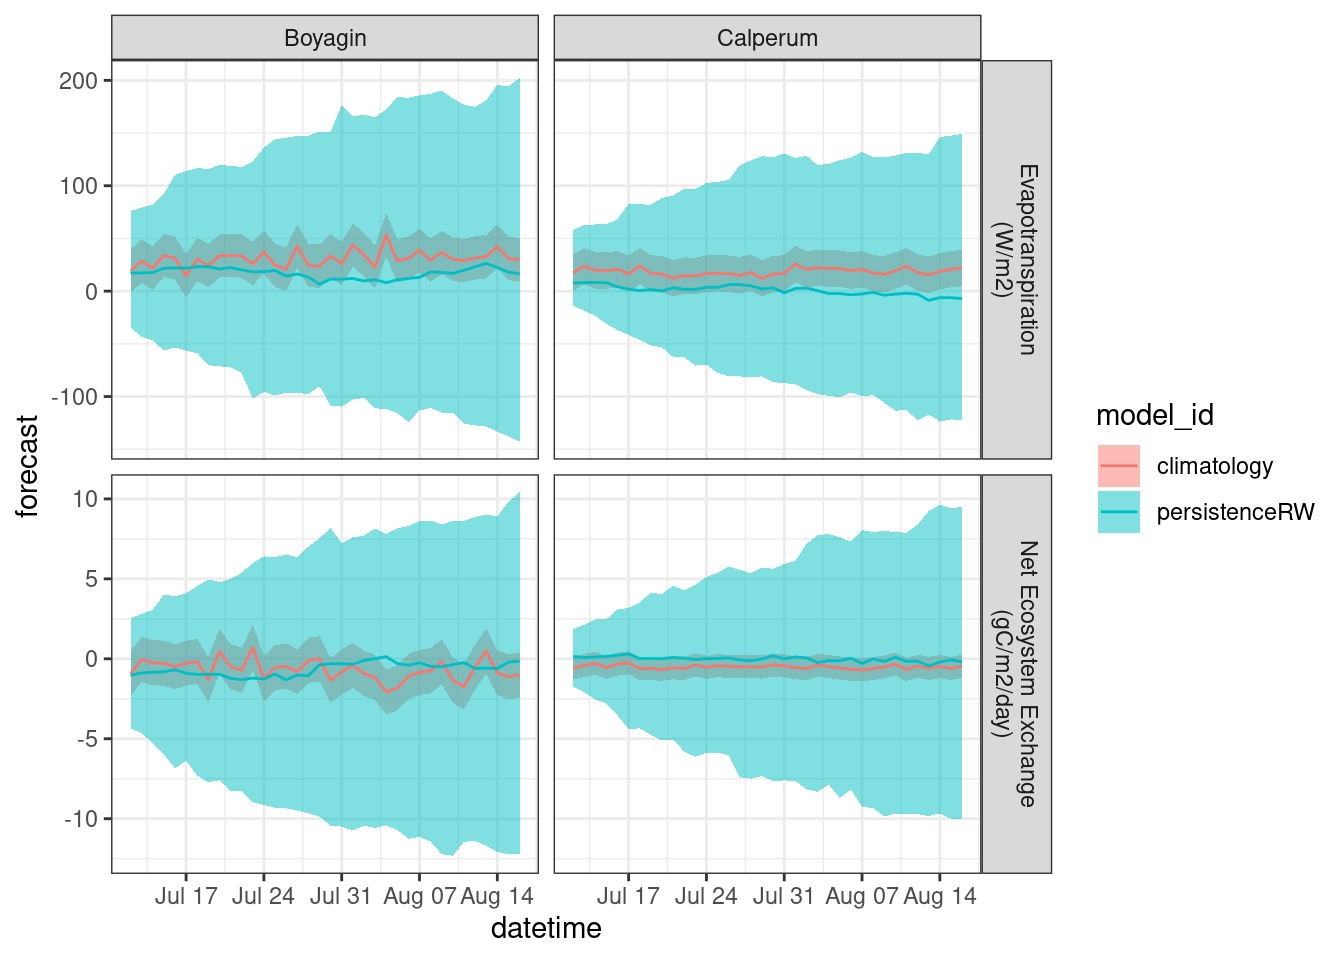 Boyagin
Calperum
200
100
0
-100
Evapotranspiration
(W/m2)
10
5
0
-5
-10
Net Ecosystem Exchange
(gC/m2/day)
forecast
Jul 17
Jul 24
Jul 31
Aug 07
Aug 14
Jul 17
Jul 24
Jul 31
Aug 07
Aug 14
datetime
model_id
climatology
persistenceRW